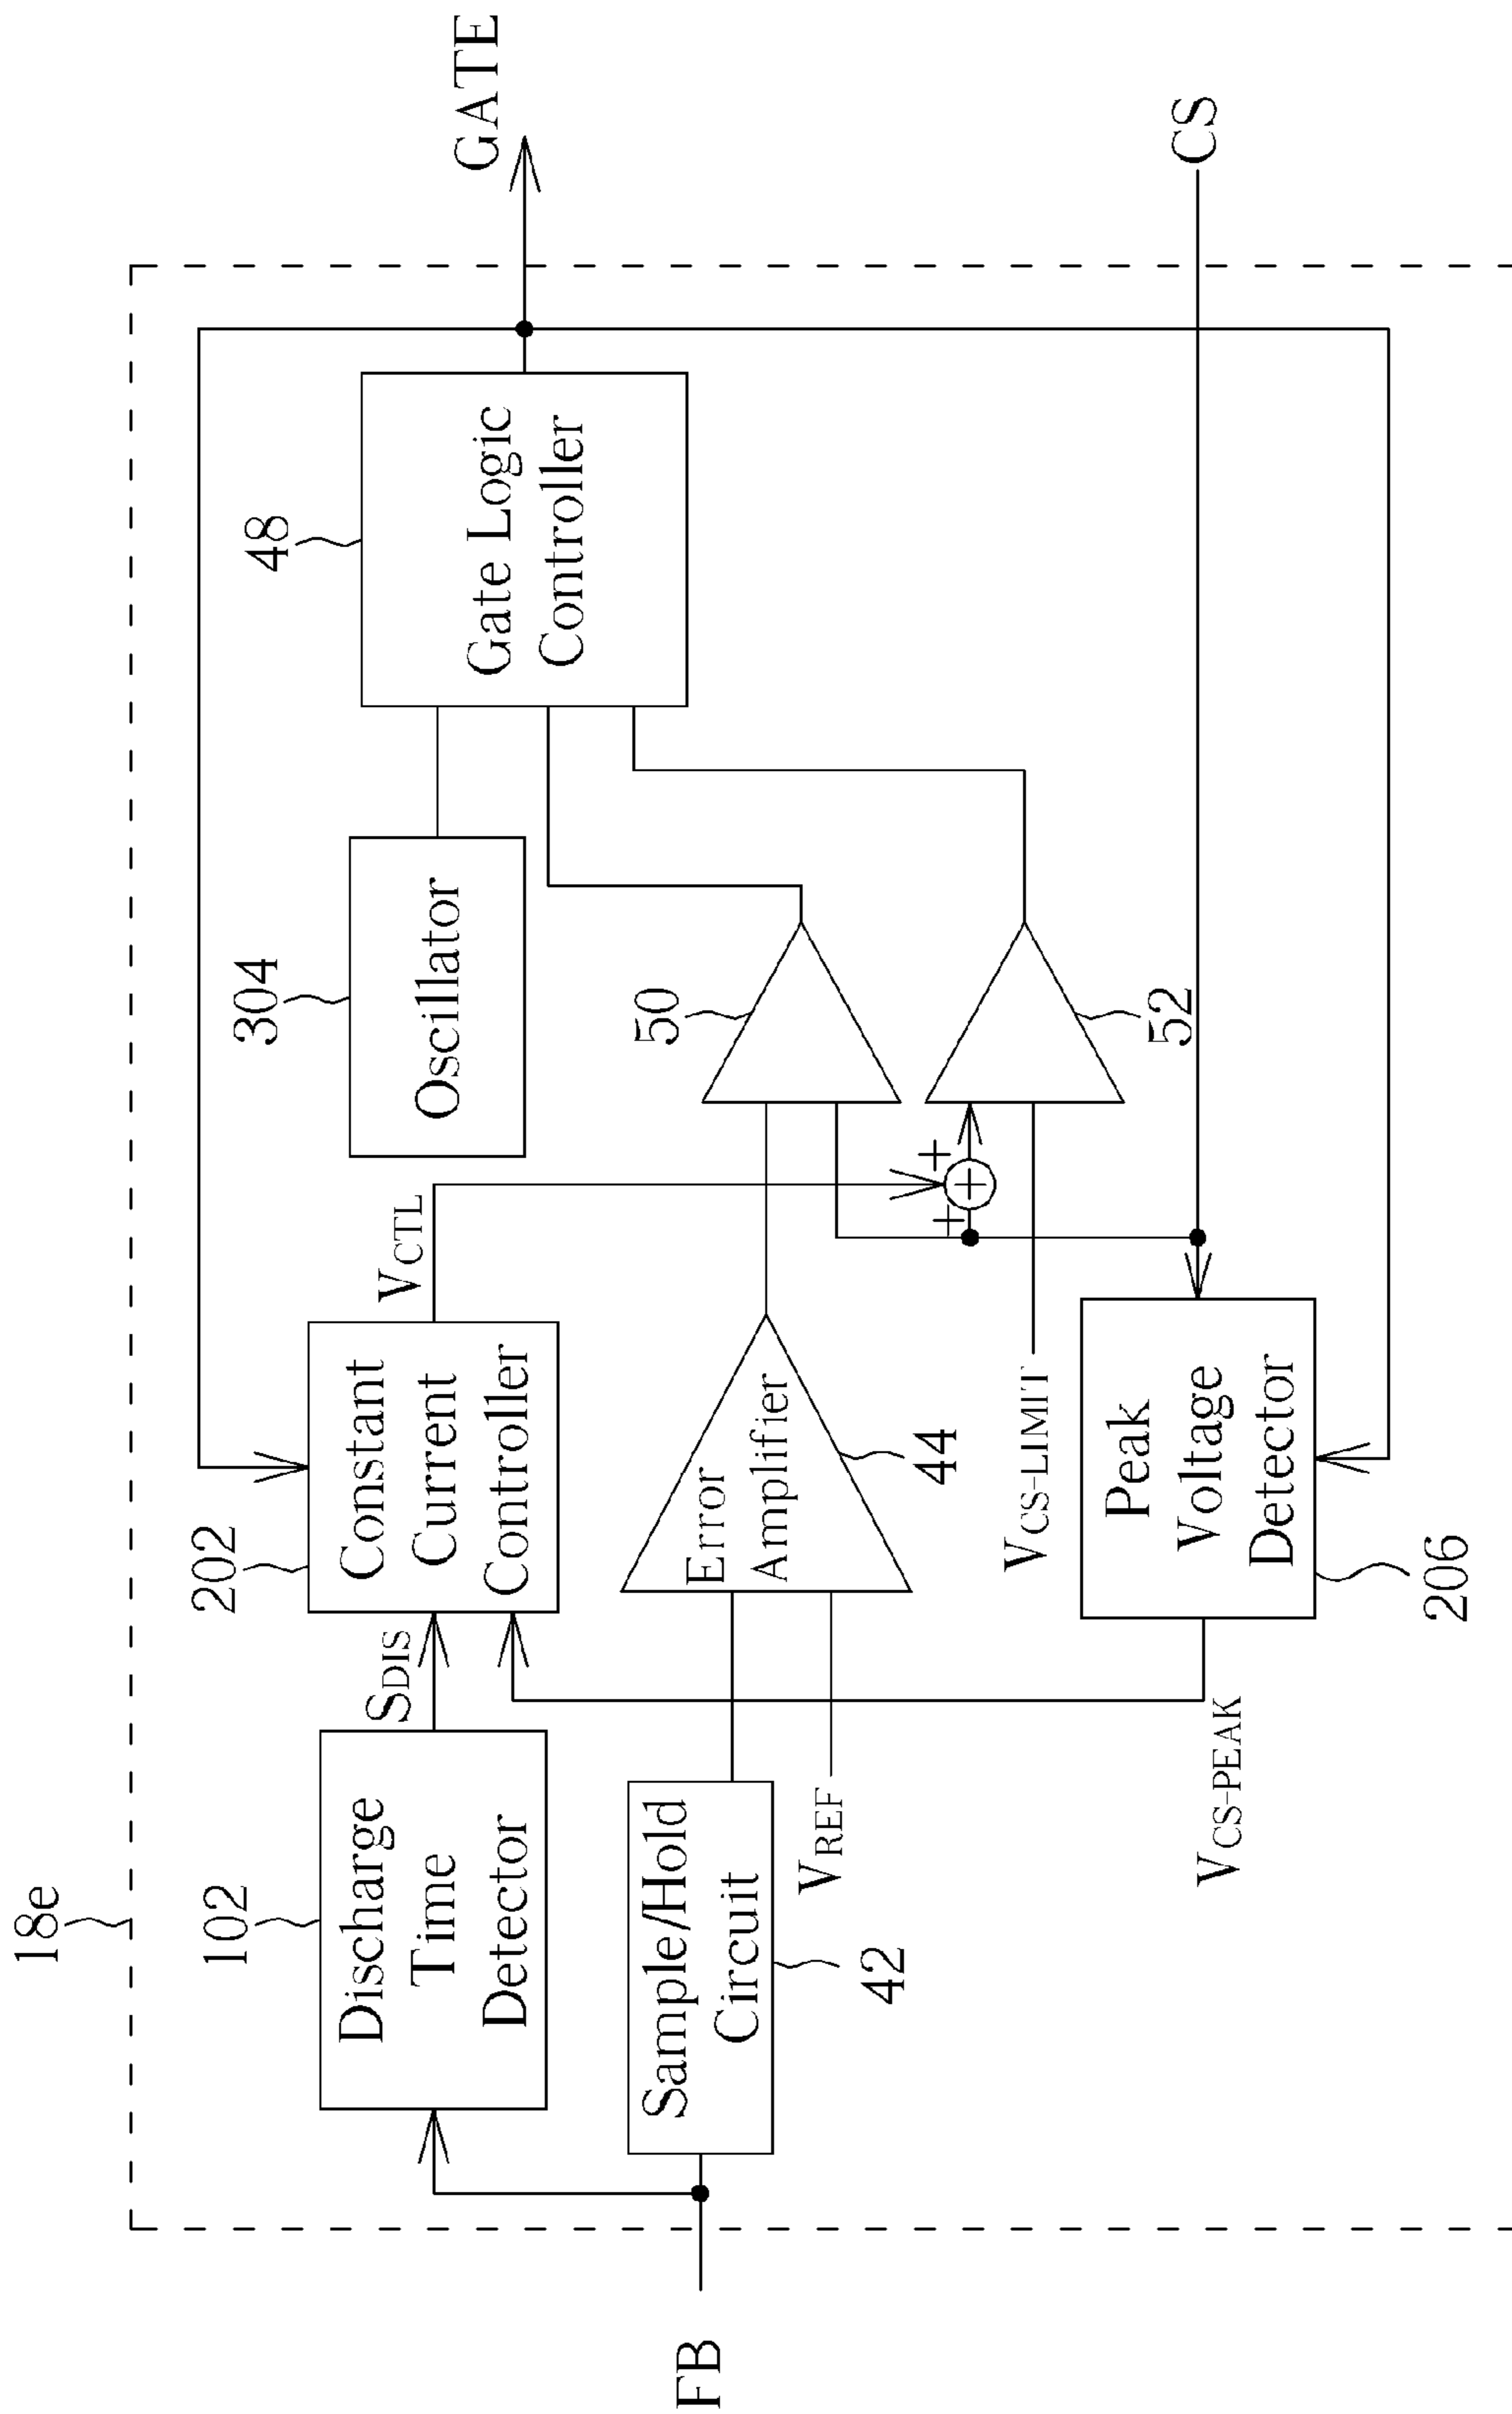 18e
102
Discharge
Time
Detector
SDIS
202
Constant
Current
Controller
VCTL
304
Oscillator
48
Gate Logic
Controller
GATE
FB
Sample/Hold
Circuit
42
VREF
Error
Amplifier
44
50
+
+
+
52
VCS-LIMIT
CS
VCS-PEAK
Peak
Voltage
Detector
206